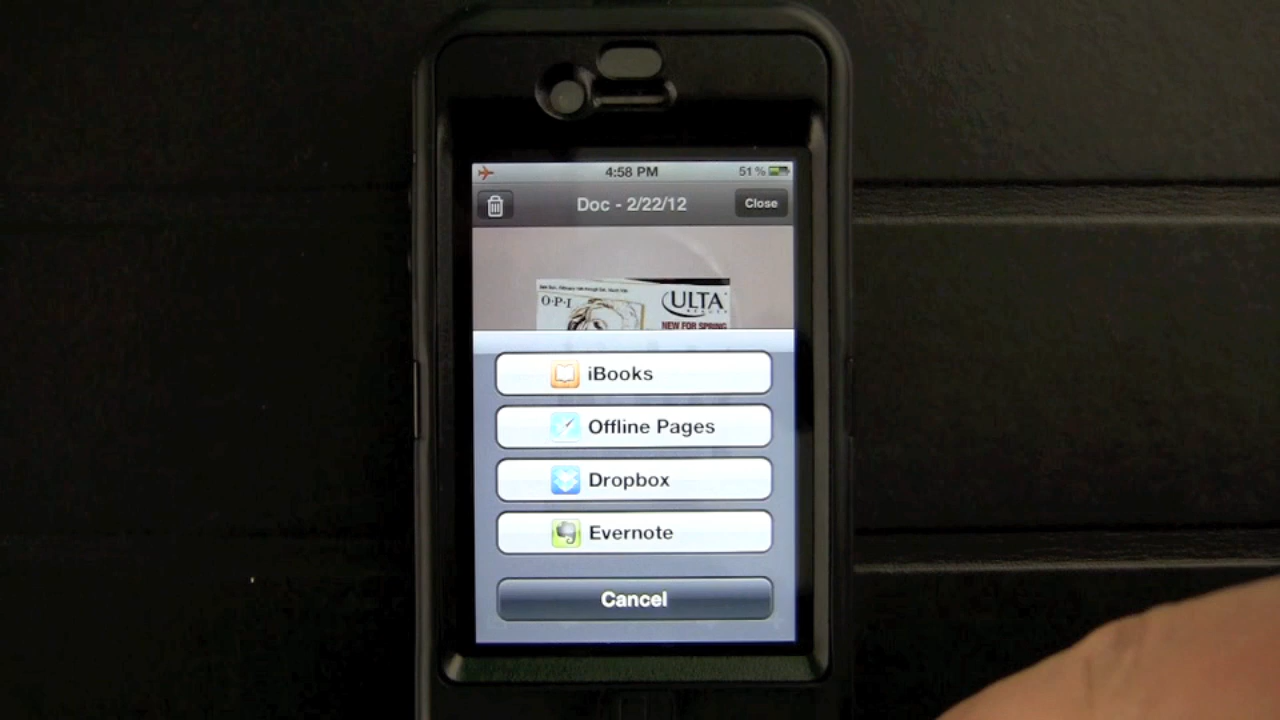 4:58 PM
51%
Doc - 2/22/12
Close
O·P·I
ULTA
BEAUTY
NEW FOR SPRING
iBooks
Offline Pages
Dropbox
Evernote
Cancel